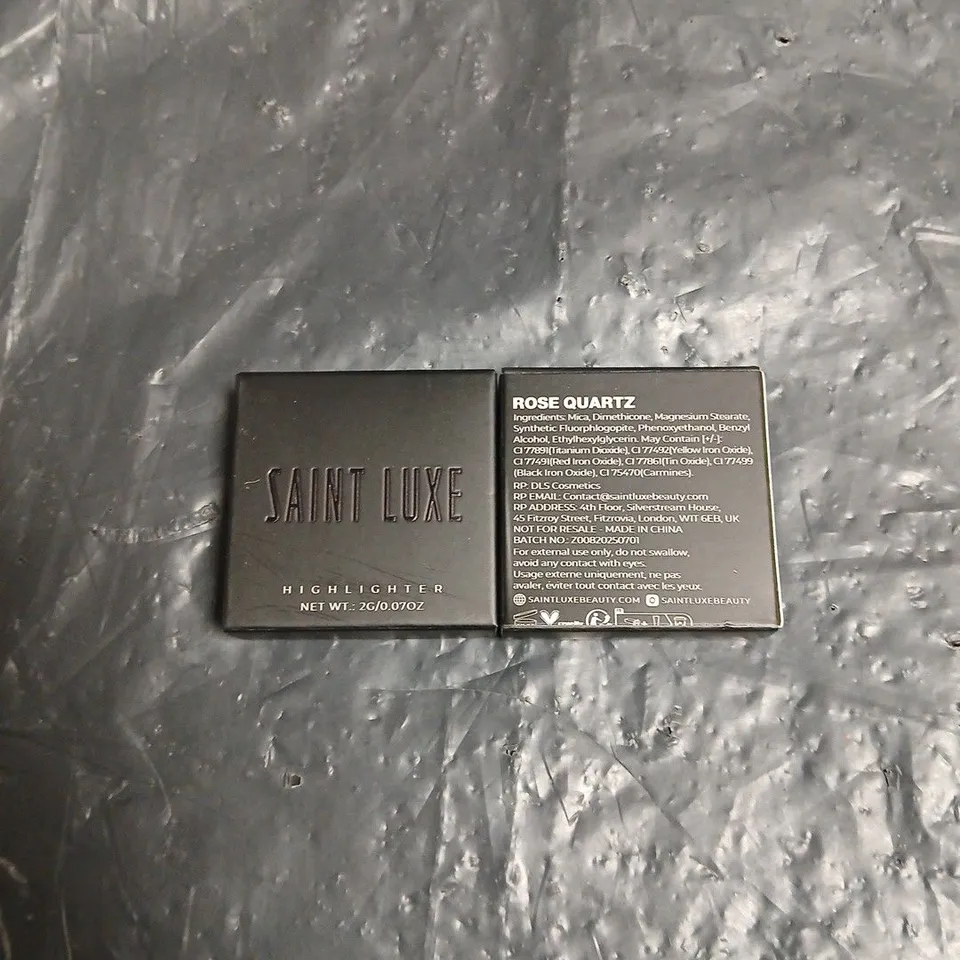 SAINT LUXE
HIGHLIGHTER
NET WT.: 2G/0.07OZ
ROSE QUARTZ
Ingredients: Mica, Dimethicone, Magnesium Stearate,
Synthetic Fluorphlogopite, Phenoxyethanol, Benzyl
Alcohol, Ethylhexylglycerin. May Contain [+/-]:
CI 77891(Titanium Dioxide), CI 77492(Yellow Iron Oxide),
CI 77491(Red Iron Oxide), CI 77861(Tin Oxide), CI 77499
(Black Iron Oxide), CI 75470(Carmines).
RP: DLS Cosmetics
RP EMAIL: Contact@saintluxebeauty.com
RP ADDRESS: 4th Floor, Silverstream House,
45 Fitzroy Street, Fitzrovia, London, W1T 6EB, UK
NOT FOR RESALE - MADE IN CHINA
BATCH NO.: Z00820250701
For external use only, do not swallow,
avoid any contact with eyes.
Usage externe uniquement, ne pas
avaler, éviter tout contact avec les yeux.
SAINTLUXEBEAUTY.COM SAINTLUXEBEAUTY